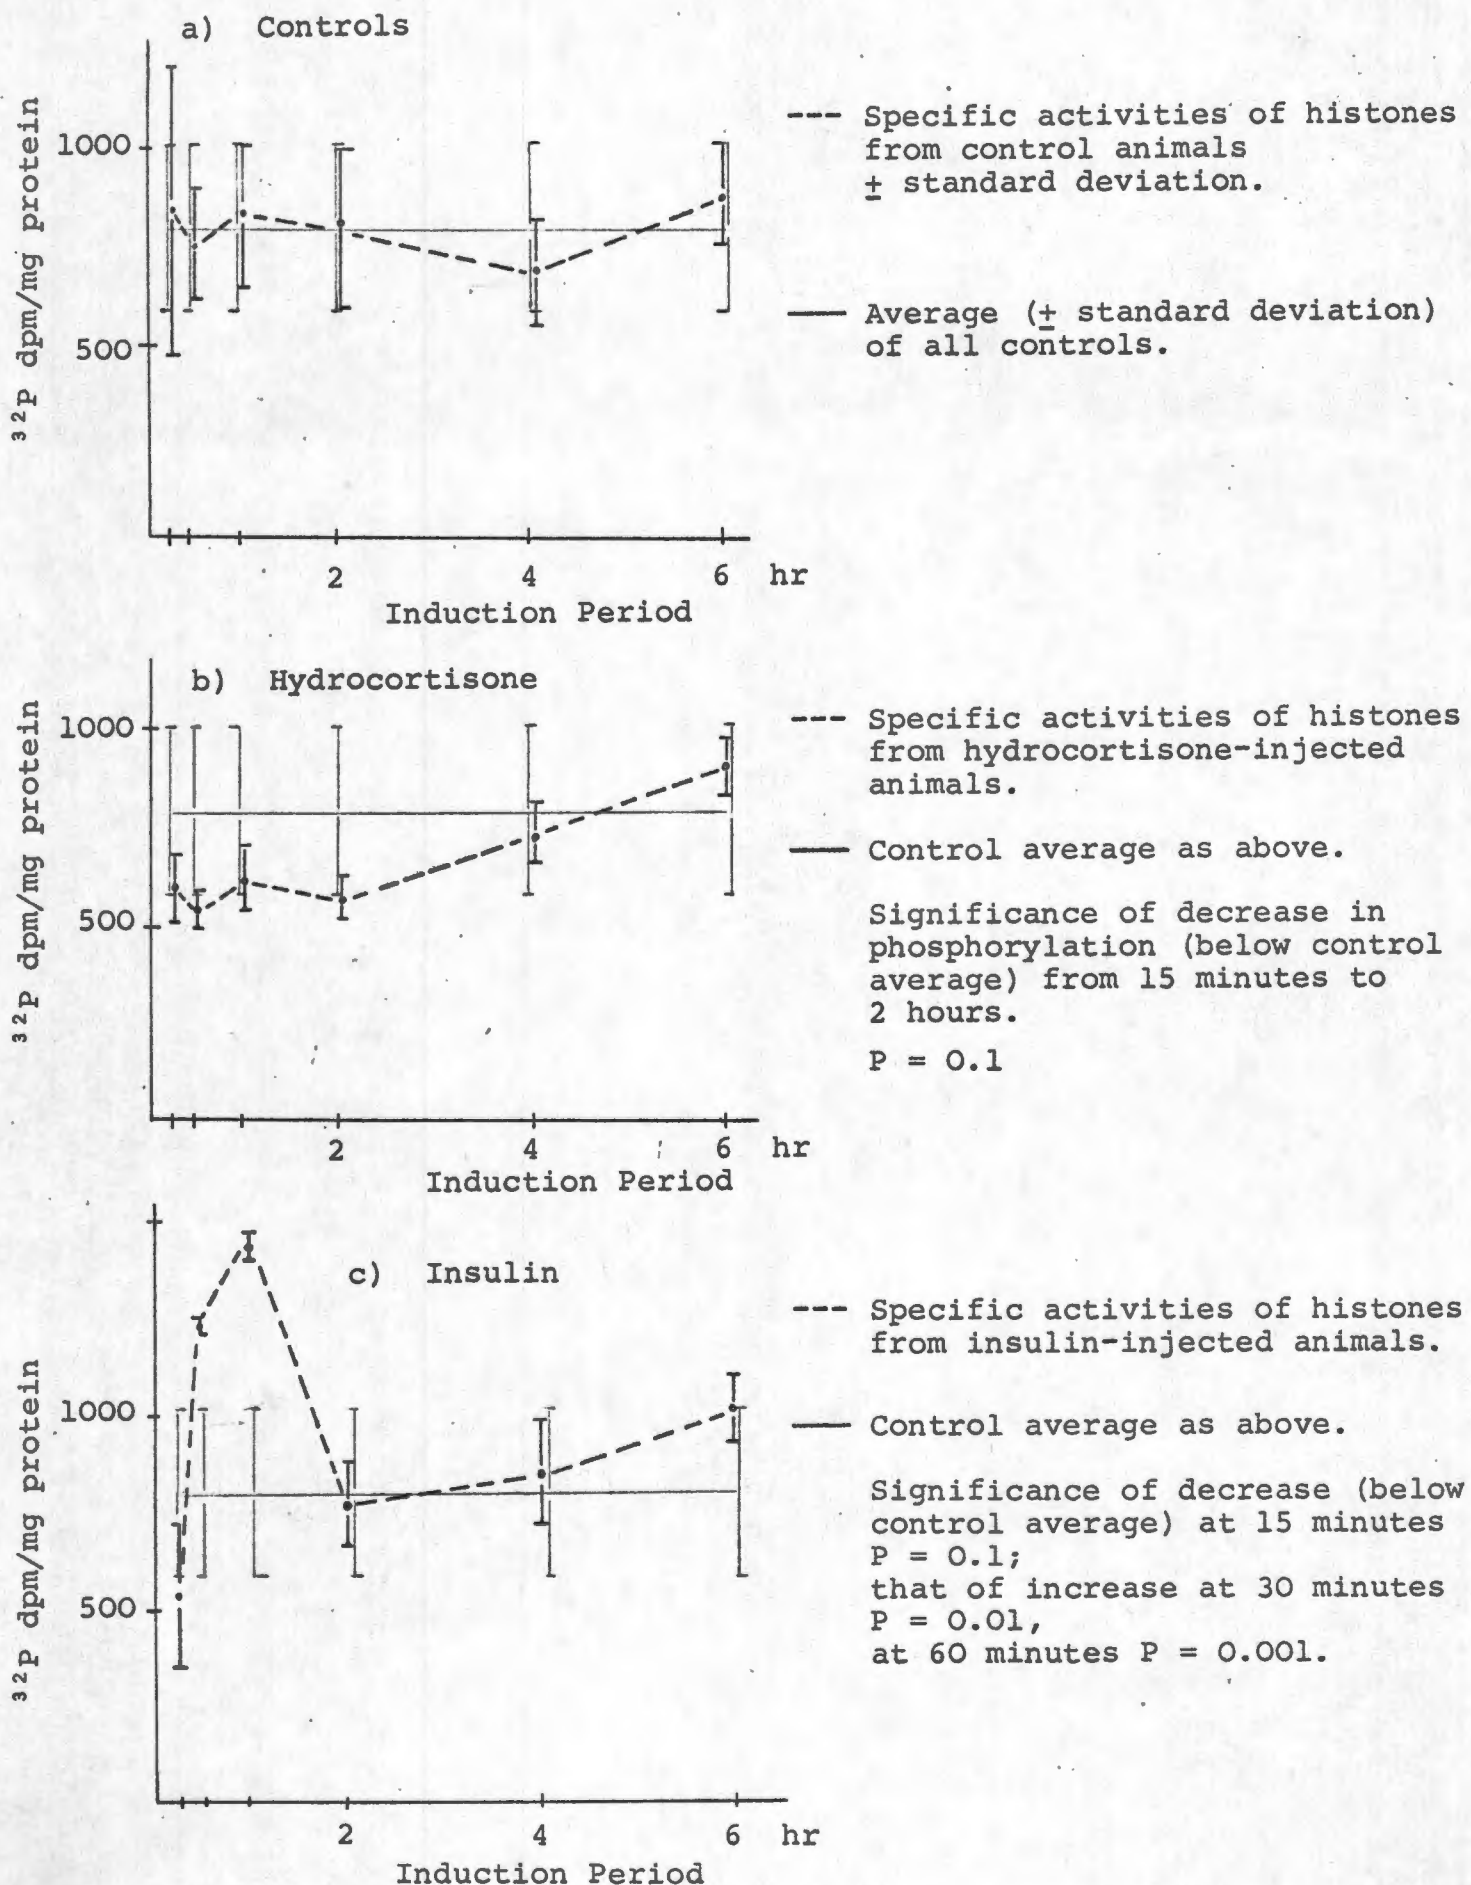 a) Controls
1000
500
³²P dpm/mg protein
2 4 6 hr
Induction Period
--- Specific activities of histones
from control animals
± standard deviation.
— Average (± standard deviation)
of all controls.
b) Hydrocortisone
1000
500
³²P dpm/mg protein
2 4 6 hr
Induction Period
--- Specific activities of histones
from hydrocortisone-injected
animals.
— Control average as above.
Significance of decrease in
phosphorylation (below control
average) from 15 minutes to
2 hours.
P = 0.1
c) Insulin
1000
500
³²P dpm/mg protein
2 4 6 hr
Induction Period
--- Specific activities of histones
from insulin-injected animals.
— Control average as above.
Significance of decrease (below
control average) at 15 minutes
P = 0.1;
that of increase at 30 minutes
P = 0.01,
at 60 minutes P = 0.001.